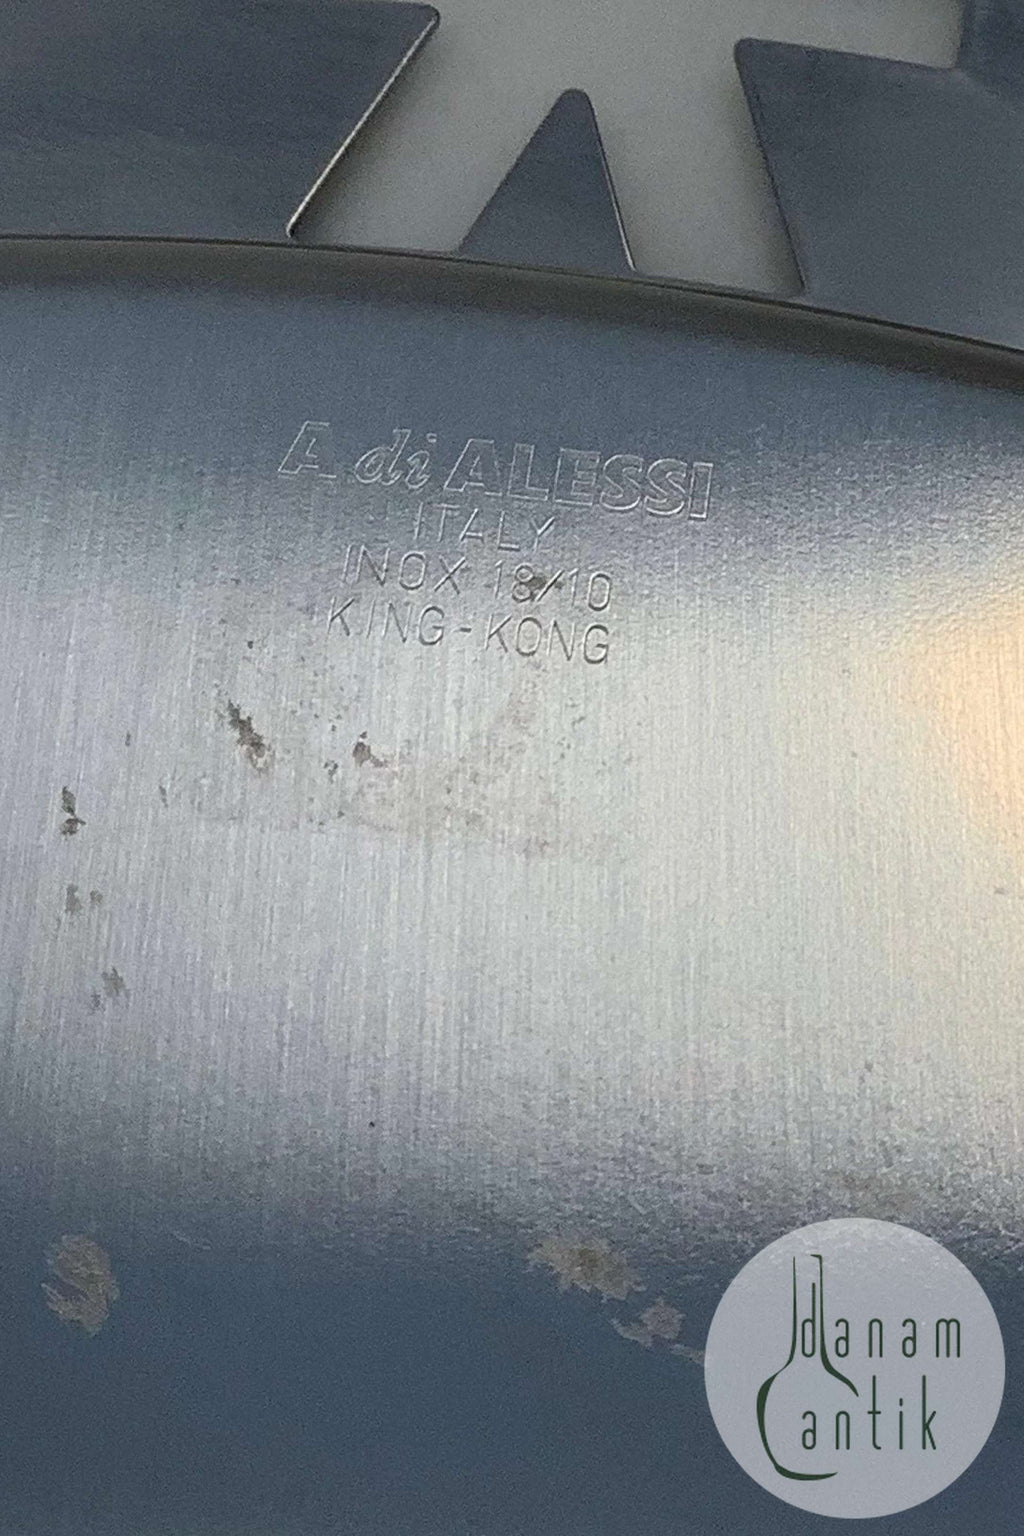 A di ALESSI
ITALY
INOX 18/10
KING-KONG
danam
antik